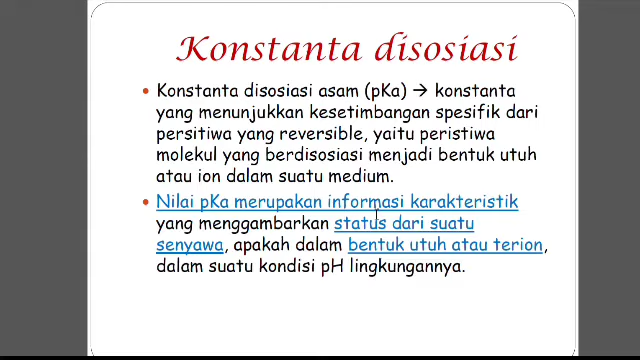 Konstanta disosiasi
• Konstanta disosiasi asam (pKa) → konstanta
yang menunjukkan kesetimbangan spesifik dari
persitiwa yang reversible, yaitu peristiwa
molekul yang berdisosiasi menjadi bentuk utuh
atau ion dalam suatu medium.
• Nilai pKa merupakan informasi karakteristik
yang menggambarkan status dari suatu
senyawa, apakah dalam bentuk utuh atau terion,
dalam suatu kondisi pH lingkungannya.